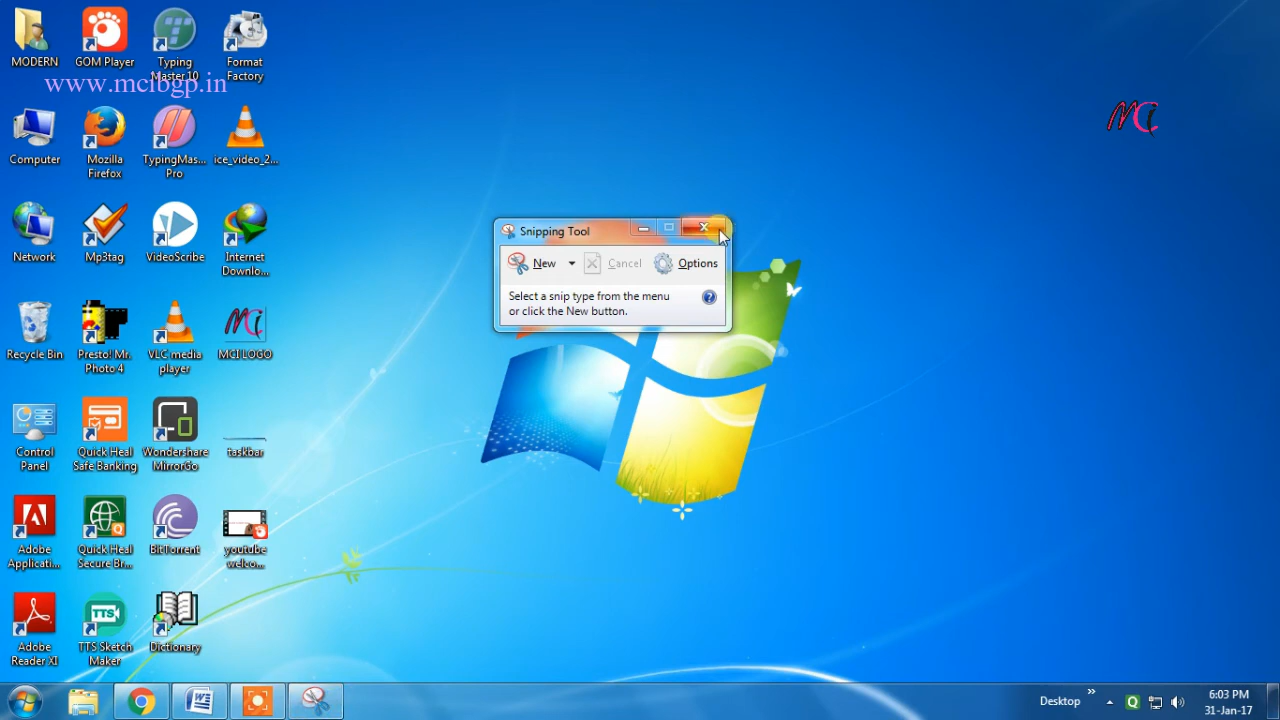 MODERN
GOM Player
Typing
Master 10
Format
Factory
www.mcibgp.in
Computer
Mozilla
Firefox
TypingMas...
Pro
ice_video_2...
MCI
Network
Mp3tag
VideoScribe
Internet
Downlo...
Snipping Tool
New
Cancel
Options
Select a snip type from the menu
or click the New button.
Recycle Bin
Presto! Mr.
Photo 4
VLC media
player
MCI
MCI LOGO
Control
Panel
Quick Heal
Safe Banking
Wondershare
MirrorGo
taskbar
Adobe
Applicati...
Quick Heal
Secure Br...
BitTorrent
youtube
welco...
Adobe
Reader XI
TTS
TTS Sketch
Maker
Dictionary
Desktop
6:03 PM
31-Jan-17